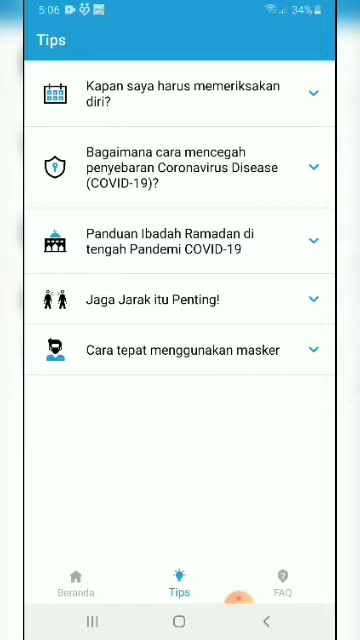 5:06
34%
Tips
Kapan saya harus memeriksakan
diri?
Bagaimana cara mencegah
penyebaran Coronavirus Disease
(COVID-19)?
Panduan Ibadah Ramadan di
tengah Pandemi COVID-19
Jaga Jarak itu Penting!
Cara tepat menggunakan masker
Beranda
Tips
FAQ